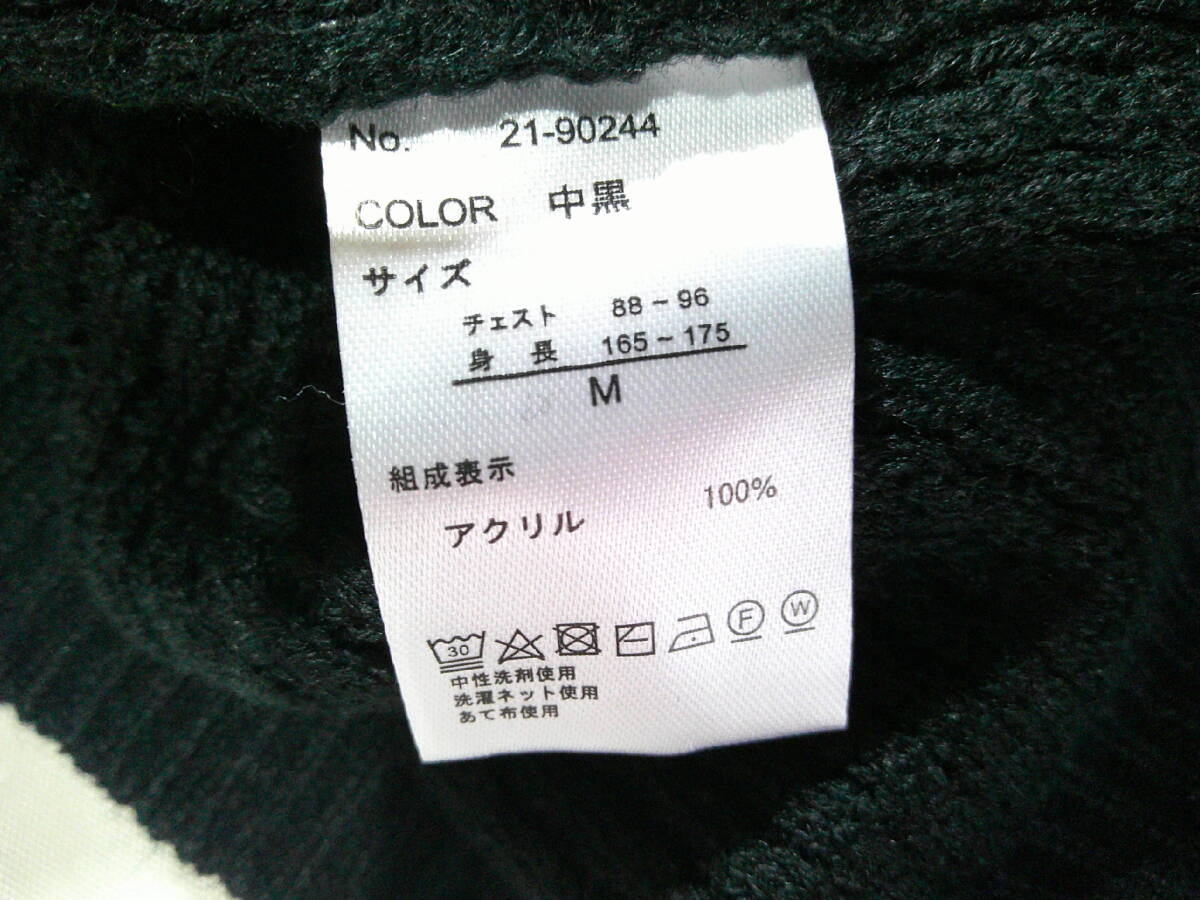 No. 21-90244
COLOR 中黒
サイズ
チェスト 88-96
身長 165-175
M
組成表示
アクリル 100%
30 F W
中性洗剤使用
洗濯ネット使用
あて布使用